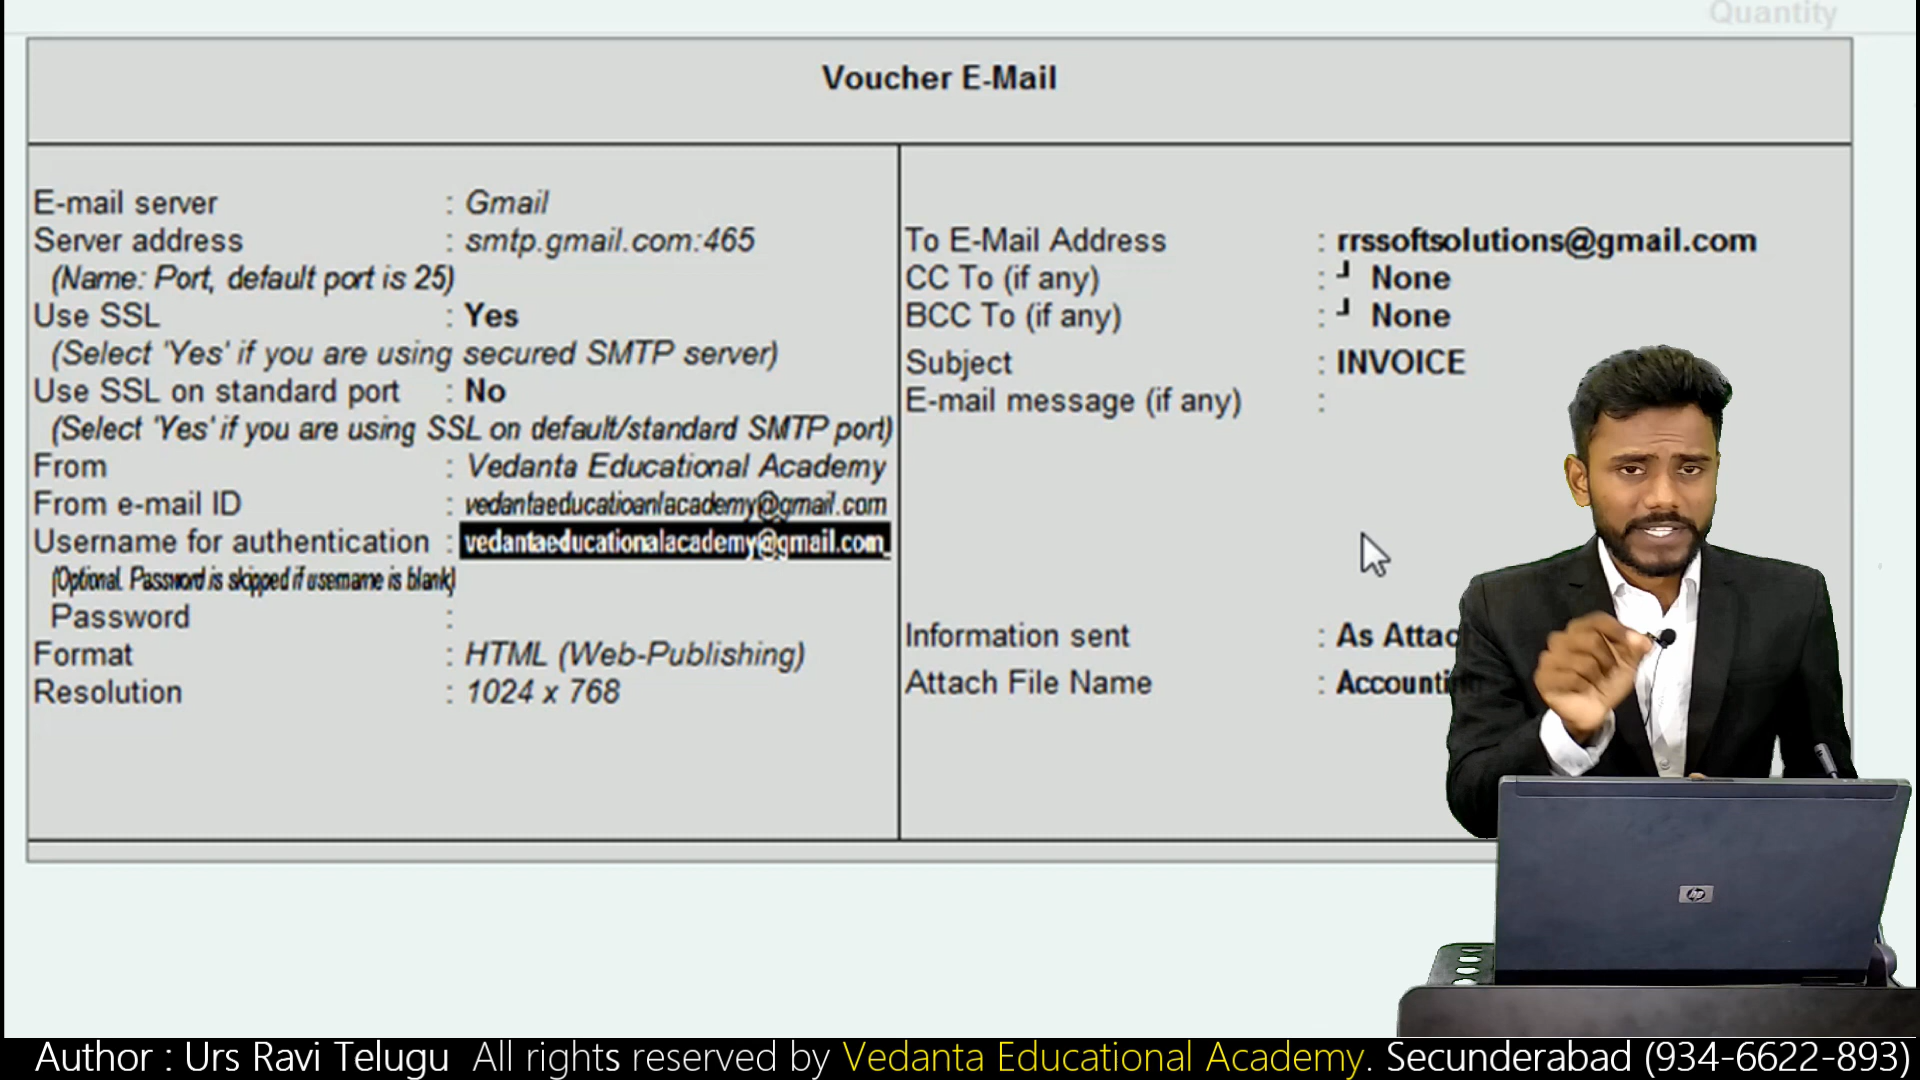 Quantity
Voucher E-Mail
E-mail server : Gmail
Server address : smtp.gmail.com:465
(Name: Port, default port is 25)
Use SSL : Yes
(Select 'Yes' if you are using secured SMTP server)
Use SSL on standard port : No
(Select 'Yes' if you are using SSL on default/standard SMTP port)
From : Vedanta Educational Academy
From e-mail ID : vedantaeducatioanlacademy@gmail.com
Username for authentication : vedantaeducationalacademy@gmail.com
(Optional. Password is skipped if username is blank)
Password :
Format : HTML (Web-Publishing)
Resolution : 1024 x 768
To E-Mail Address : rrssoftsolutions@gmail.com
CC To (if any) : ┘ None
BCC To (if any) : ┘ None
Subject : INVOICE
E-mail message (if any) :
Information sent : As Attac
Attach File Name : Accounti
hp
Author : Urs Ravi Telugu All rights reserved by Vedanta Educational Academy. Secunderabad (934-6622-893)